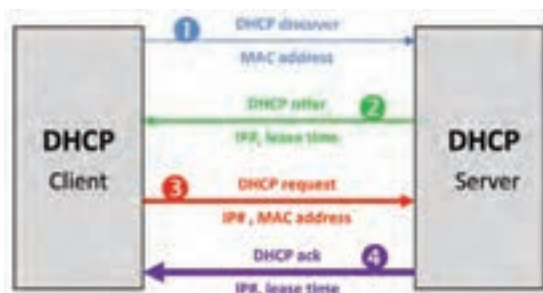 1
DHCP discover
MAC address
DHCP offer
2
IP#, lease time
DHCP
Client
DHCP
Server
3
DHCP request
IP# , MAC address
DHCP ack
4
IP#, lease time